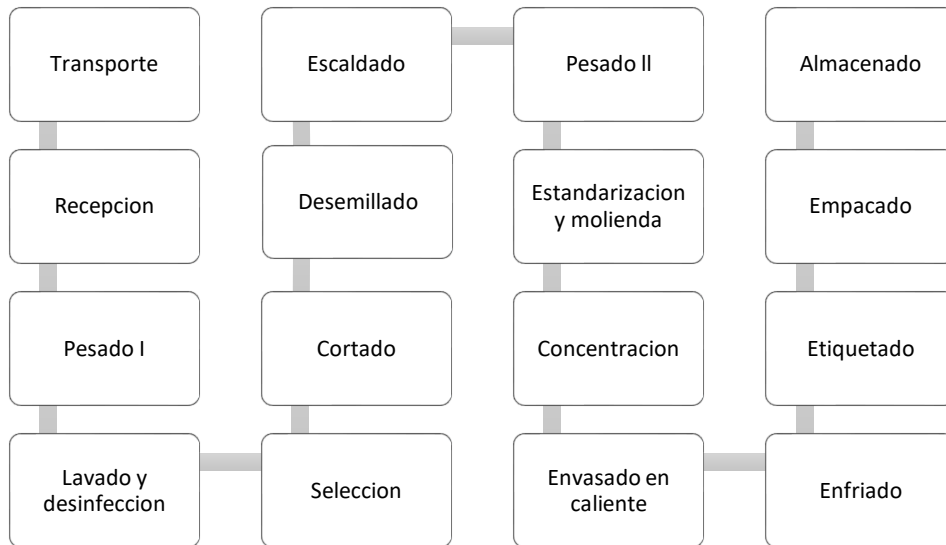 Transporte
Recepcion
Pesado I
Lavado y
desinfeccion
Seleccion
Cortado
Desemillado
Escaldado
Pesado ll
Estandarizacion
y molienda
Concentracion
Envasado en
caliente
Enfriado
Etiquetado
Empacado
Almacenado